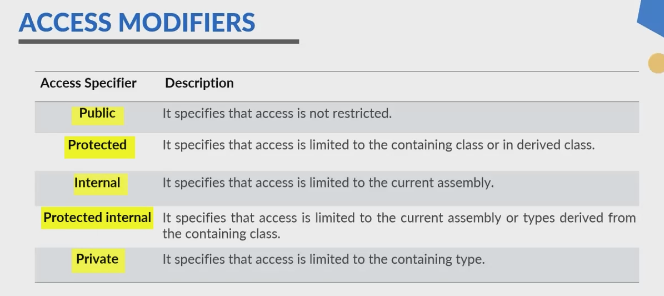 ACCESS MODIFIERS
Access Specifier Description
Public It specifies that access is not restricted.
Protected It specifies that access is limited to the containing class or in derived class.
Internal It specifies that access is limited to the current assembly.
Protected internal It specifies that access is limited to the current assembly or types derived from
the containing class.
Private It specifies that access is limited to the containing type.